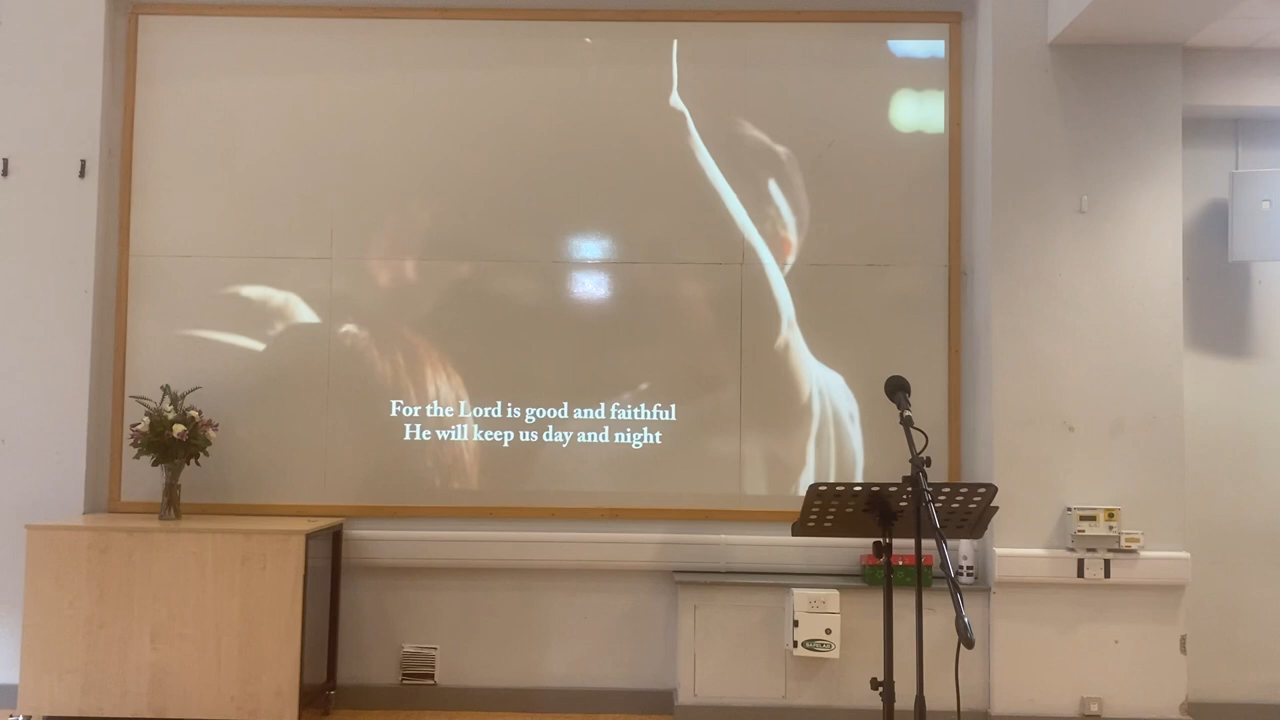 For the Lord is good and faithful
He will keep us day and night